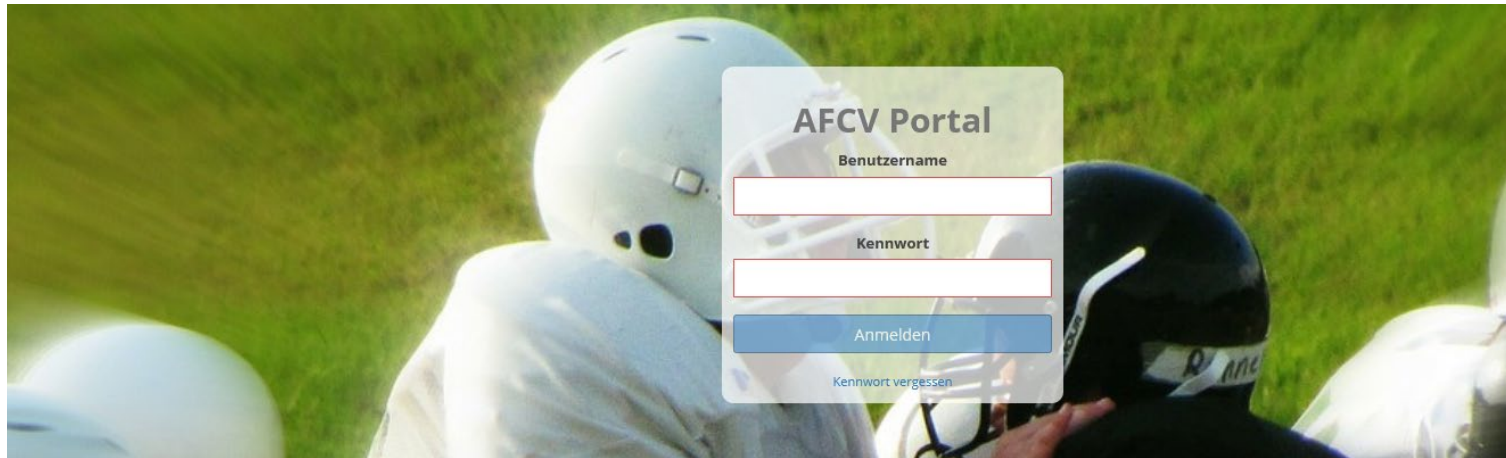 AFCV Portal
Benutzername
Kennwort
Anmelden
Kennwort vergessen